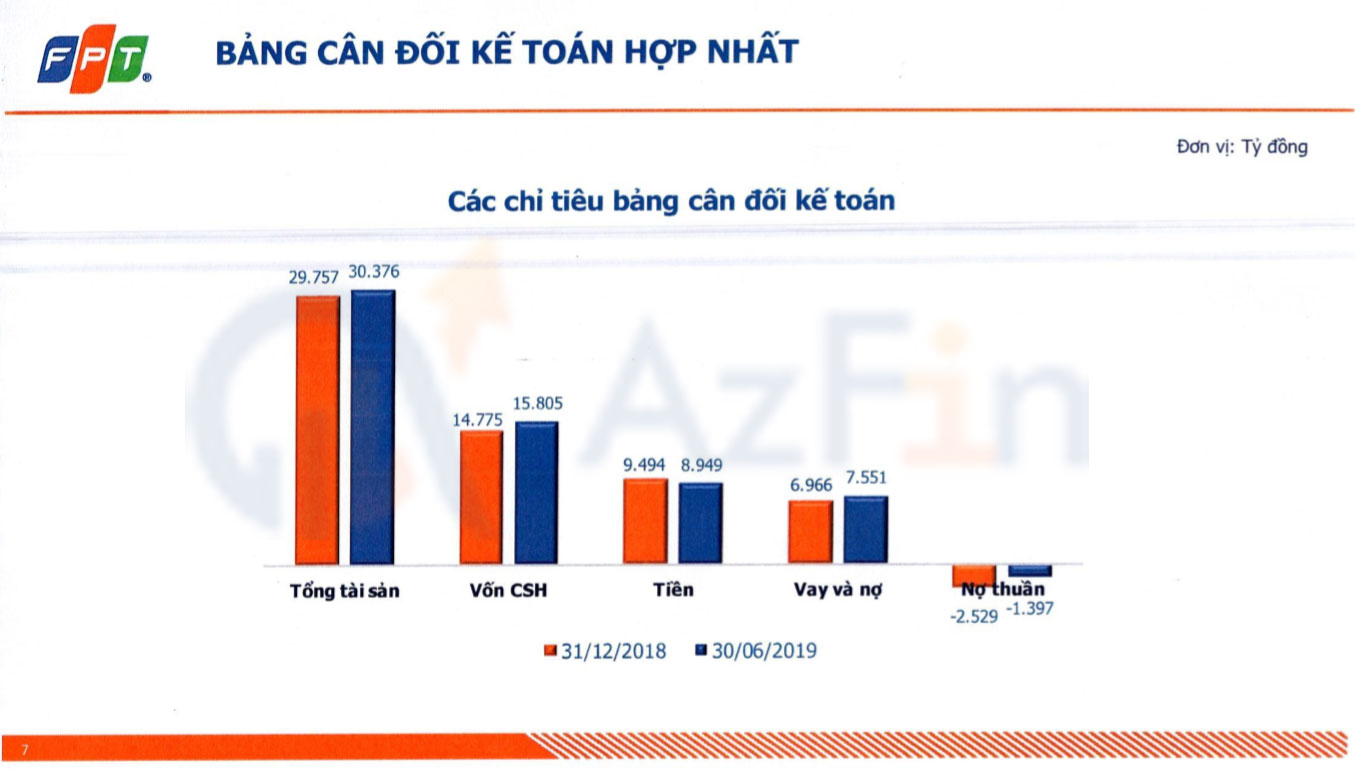 FPT®
BẢNG CÂN ĐỐI KẾ TOÁN HỢP NHẤT
Đơn vị: Tỷ đồng
Các chỉ tiêu bảng cân đối kế toán
29.757 30.376
14.775 15.805
9.494 8.949
6.966 7.551
AzFin
Tổng tài sản Vốn CSH Tiền Vay và nợ Nợ thuần
-2.529 -1.397
31/12/2018 30/06/2019
7